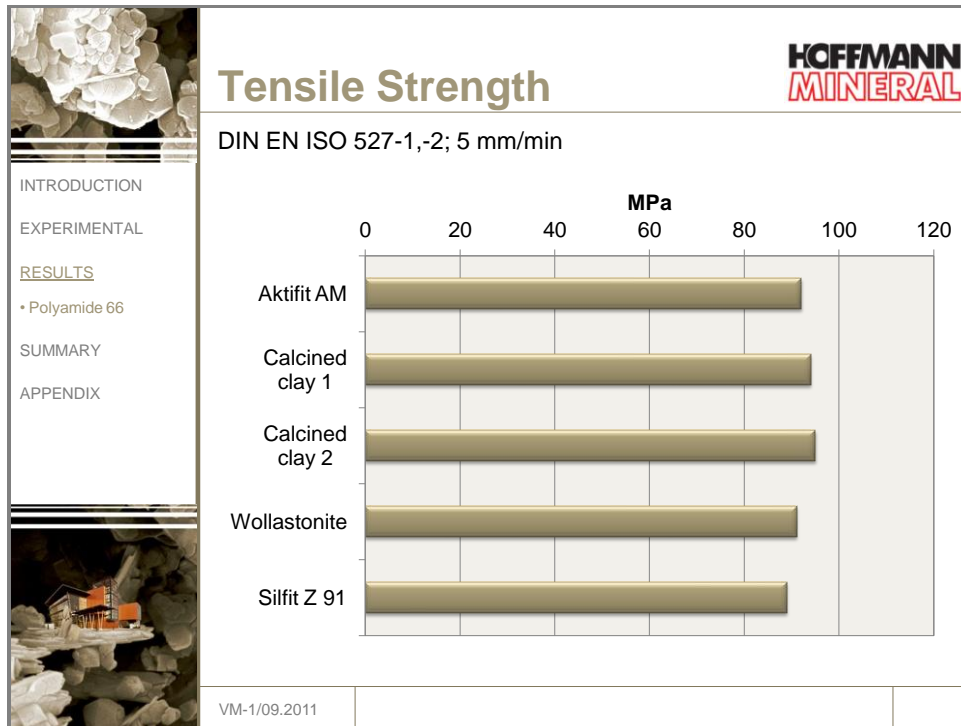 Tensile Strength
HOFFMANN
MINERAL
DIN EN ISO 527-1,-2; 5 mm/min
INTRODUCTION
EXPERIMENTAL
RESULTS
• Polyamide 66
SUMMARY
APPENDIX
MPa
0 20 40 60 80 100 120
Aktifit AM
Calcined
clay 1
Calcined
clay 2
Wollastonite
Silfit Z 91
VM-1/09.2011